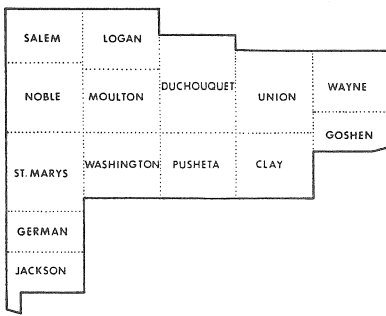 SALEM
LOGAN
NOBLE
MOULTON
DUCHOUQUET
UNION
WAYNE
GOSHEN
ST. MARYS
WASHINGTON
PUSHETA
CLAY
GERMAN
JACKSON